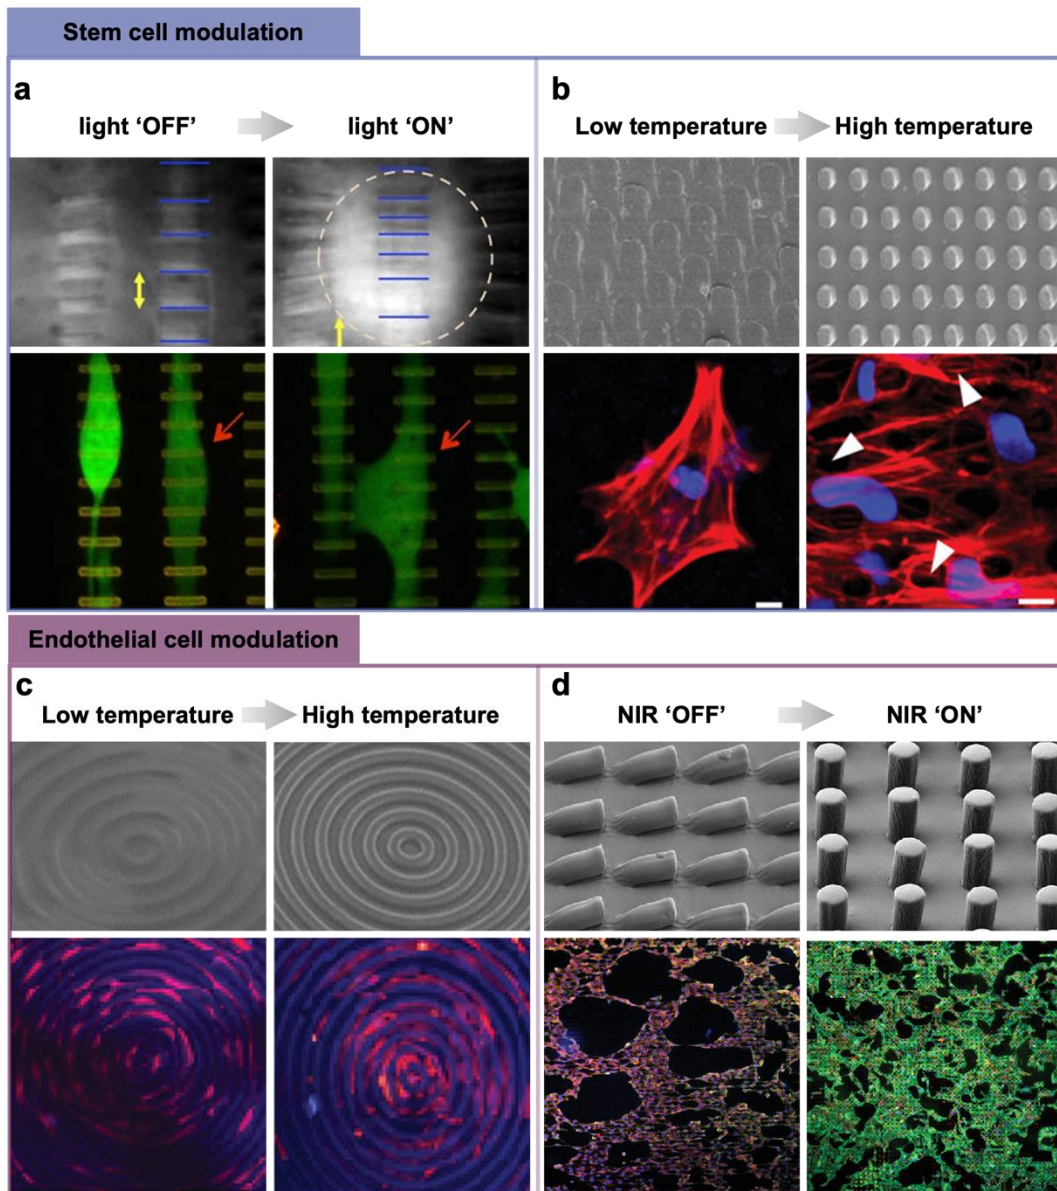 Stem cell modulation
a
light ‘OFF’
light ‘ON’
b
Low temperature
High temperature
Endothelial cell modulation
c
Low temperature
High temperature
d
NIR ‘OFF’
NIR ‘ON’